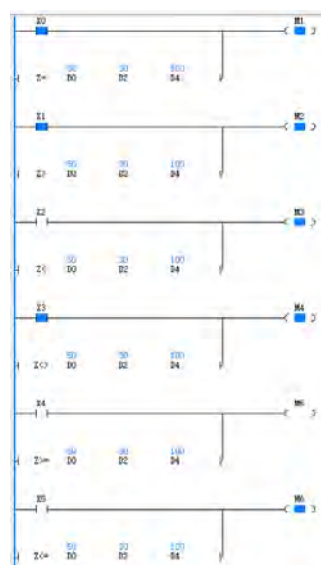 X0 M1
50 30 100
Z= D0 D2 D4
X1 M2
50 30 100
Z> D0 D2 D4
X2 M3
50 30 100
Z< D0 D2 D4
X3 M4
50 30 100
Z<> D0 D2 D4
X4 M5
50 30 100
Z>= D0 D2 D4
X5 M6
50 30 100
Z<= D0 D2 D4